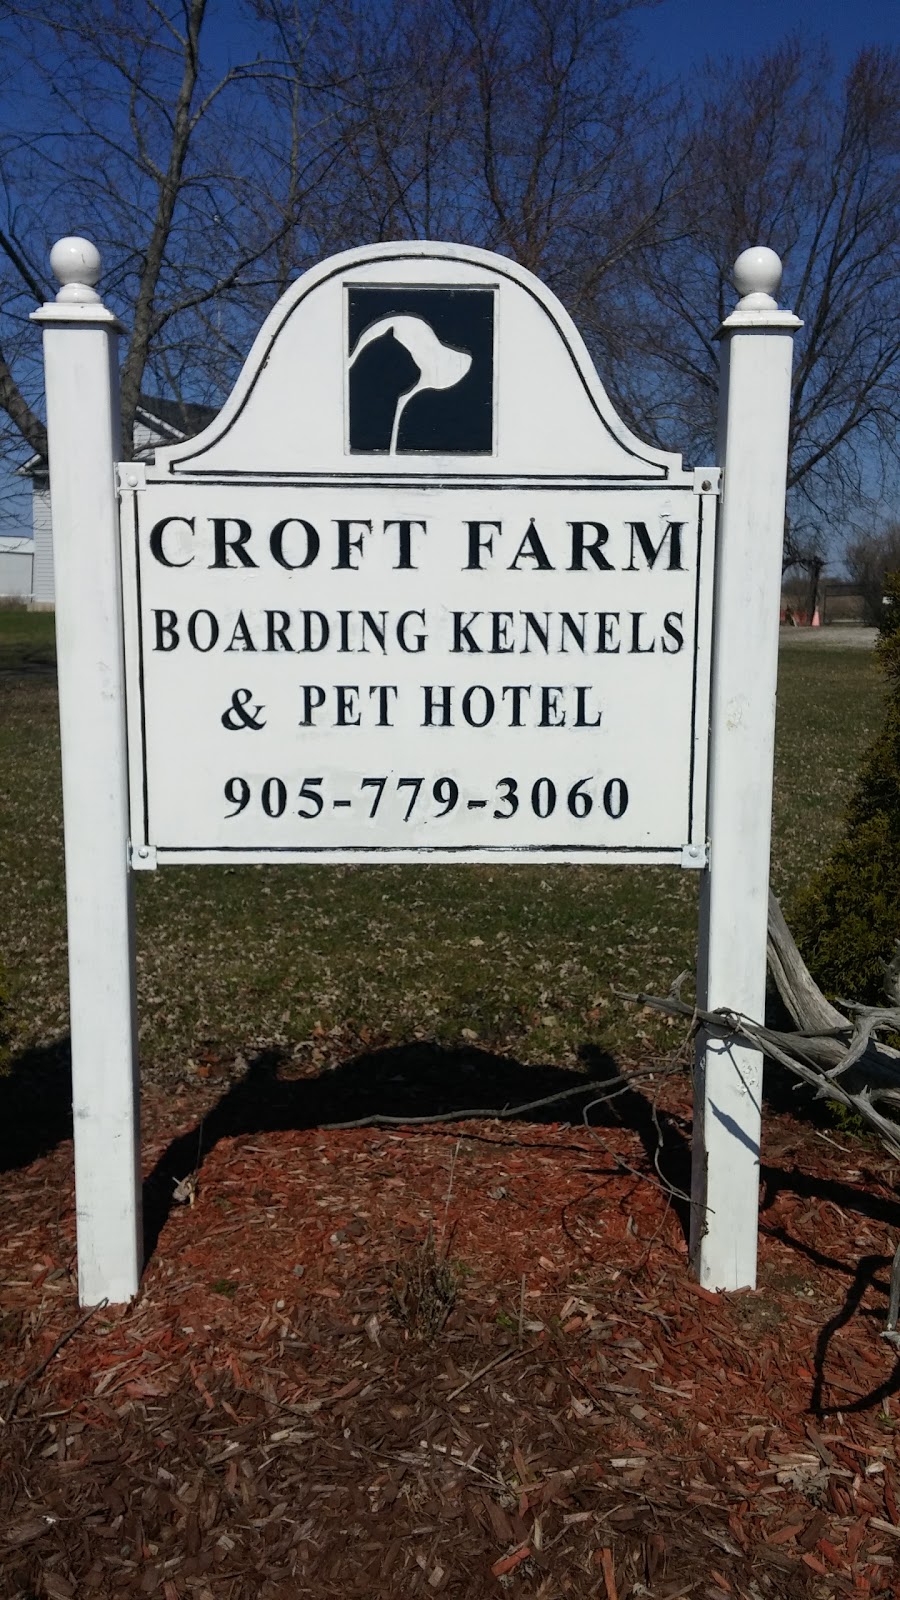 CROFT FARM
BOARDING KENNELS
& PET HOTEL
905-779-3060